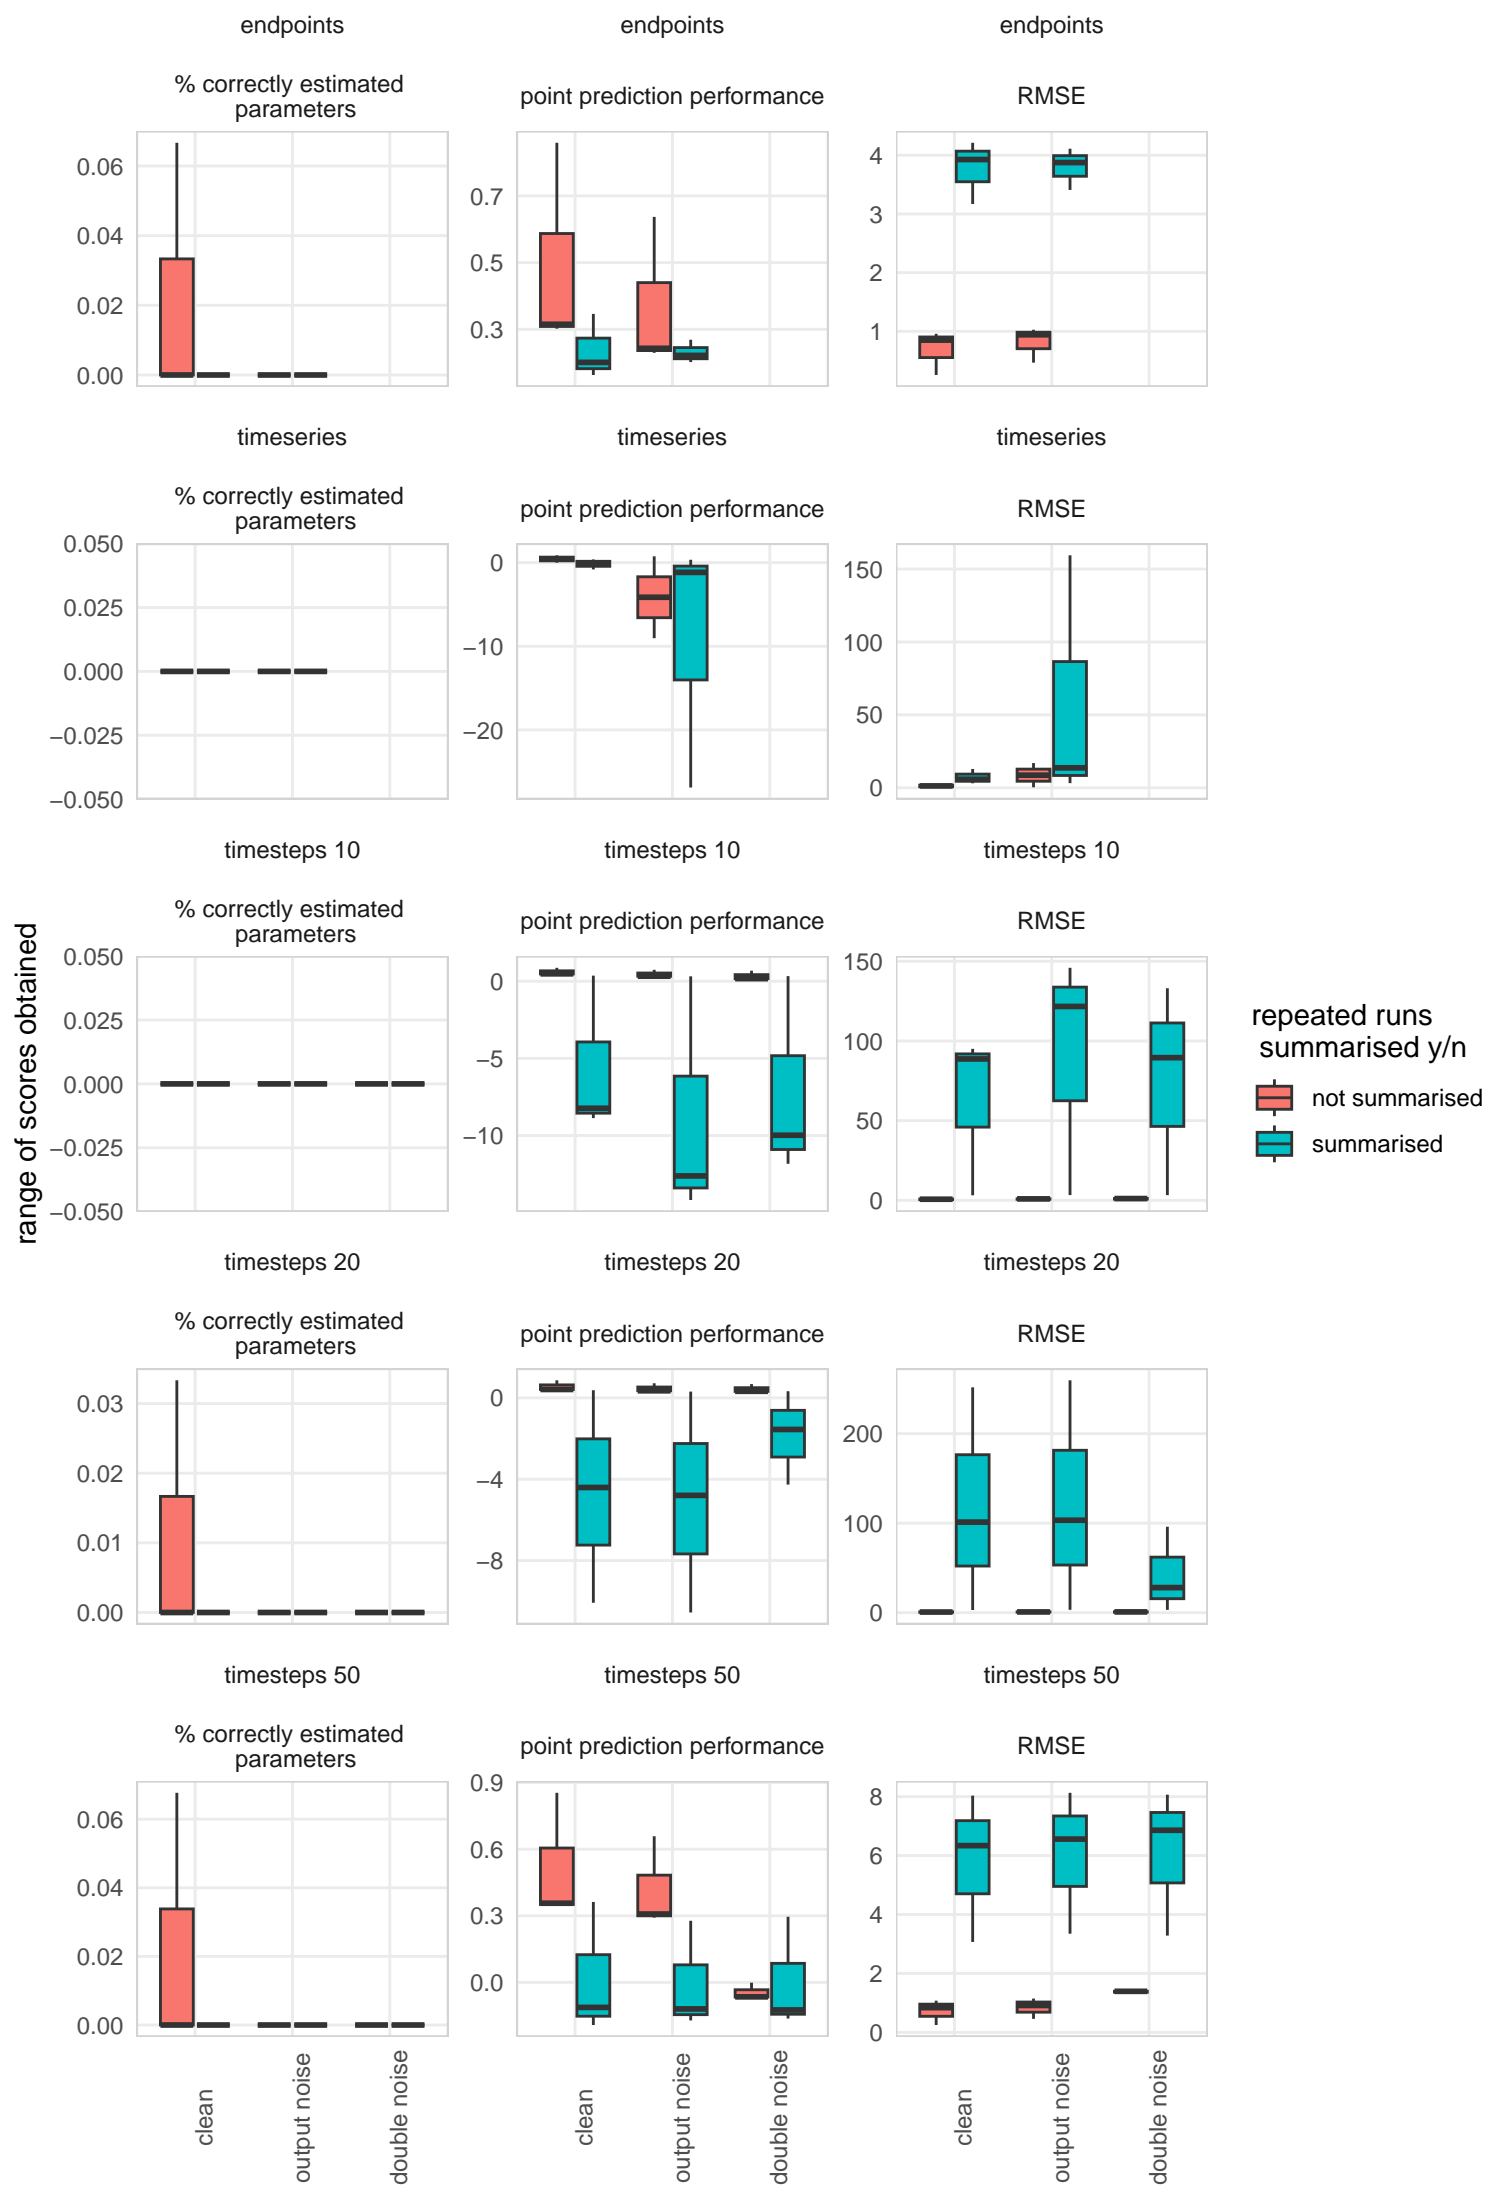 endpoints endpoints endpoints
% correctly estimated
parameters
point prediction performance
RMSE
0.06
0.04
0.02
0.00
0.7
0.5
0.3
4
3
2
1
timeseries timeseries timeseries
% correctly estimated
parameters
point prediction performance
RMSE
0.050
0.025
0.000
−0.025
−0.050
0
−10
−20
150
100
50
0
timesteps 10 timesteps 10 timesteps 10
% correctly estimated
parameters
point prediction performance
RMSE
0.050
0.025
0.000
−0.025
−0.050
0
−5
−10
150
100
50
0
range of scores obtained
repeated runs
summarised y/n
not summarised
summarised
timesteps 20 timesteps 20 timesteps 20
% correctly estimated
parameters
point prediction performance
RMSE
0.03
0.02
0.01
0.00
0
−4
−8
200
100
0
timesteps 50 timesteps 50 timesteps 50
% correctly estimated
parameters
point prediction performance
RMSE
0.06
0.04
0.02
0.00
0.9
0.6
0.3
0.0
8
6
4
2
0
clean
output noise
double noise
clean
output noise
double noise
clean
output noise
double noise